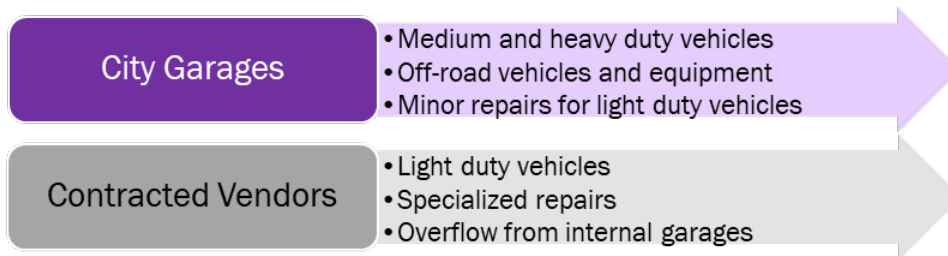 City Garages
•Medium and heavy duty vehicles
•Off-road vehicles and equipment
•Minor repairs for light duty vehicles
Contracted Vendors
•Light duty vehicles
•Specialized repairs
•Overflow from internal garages